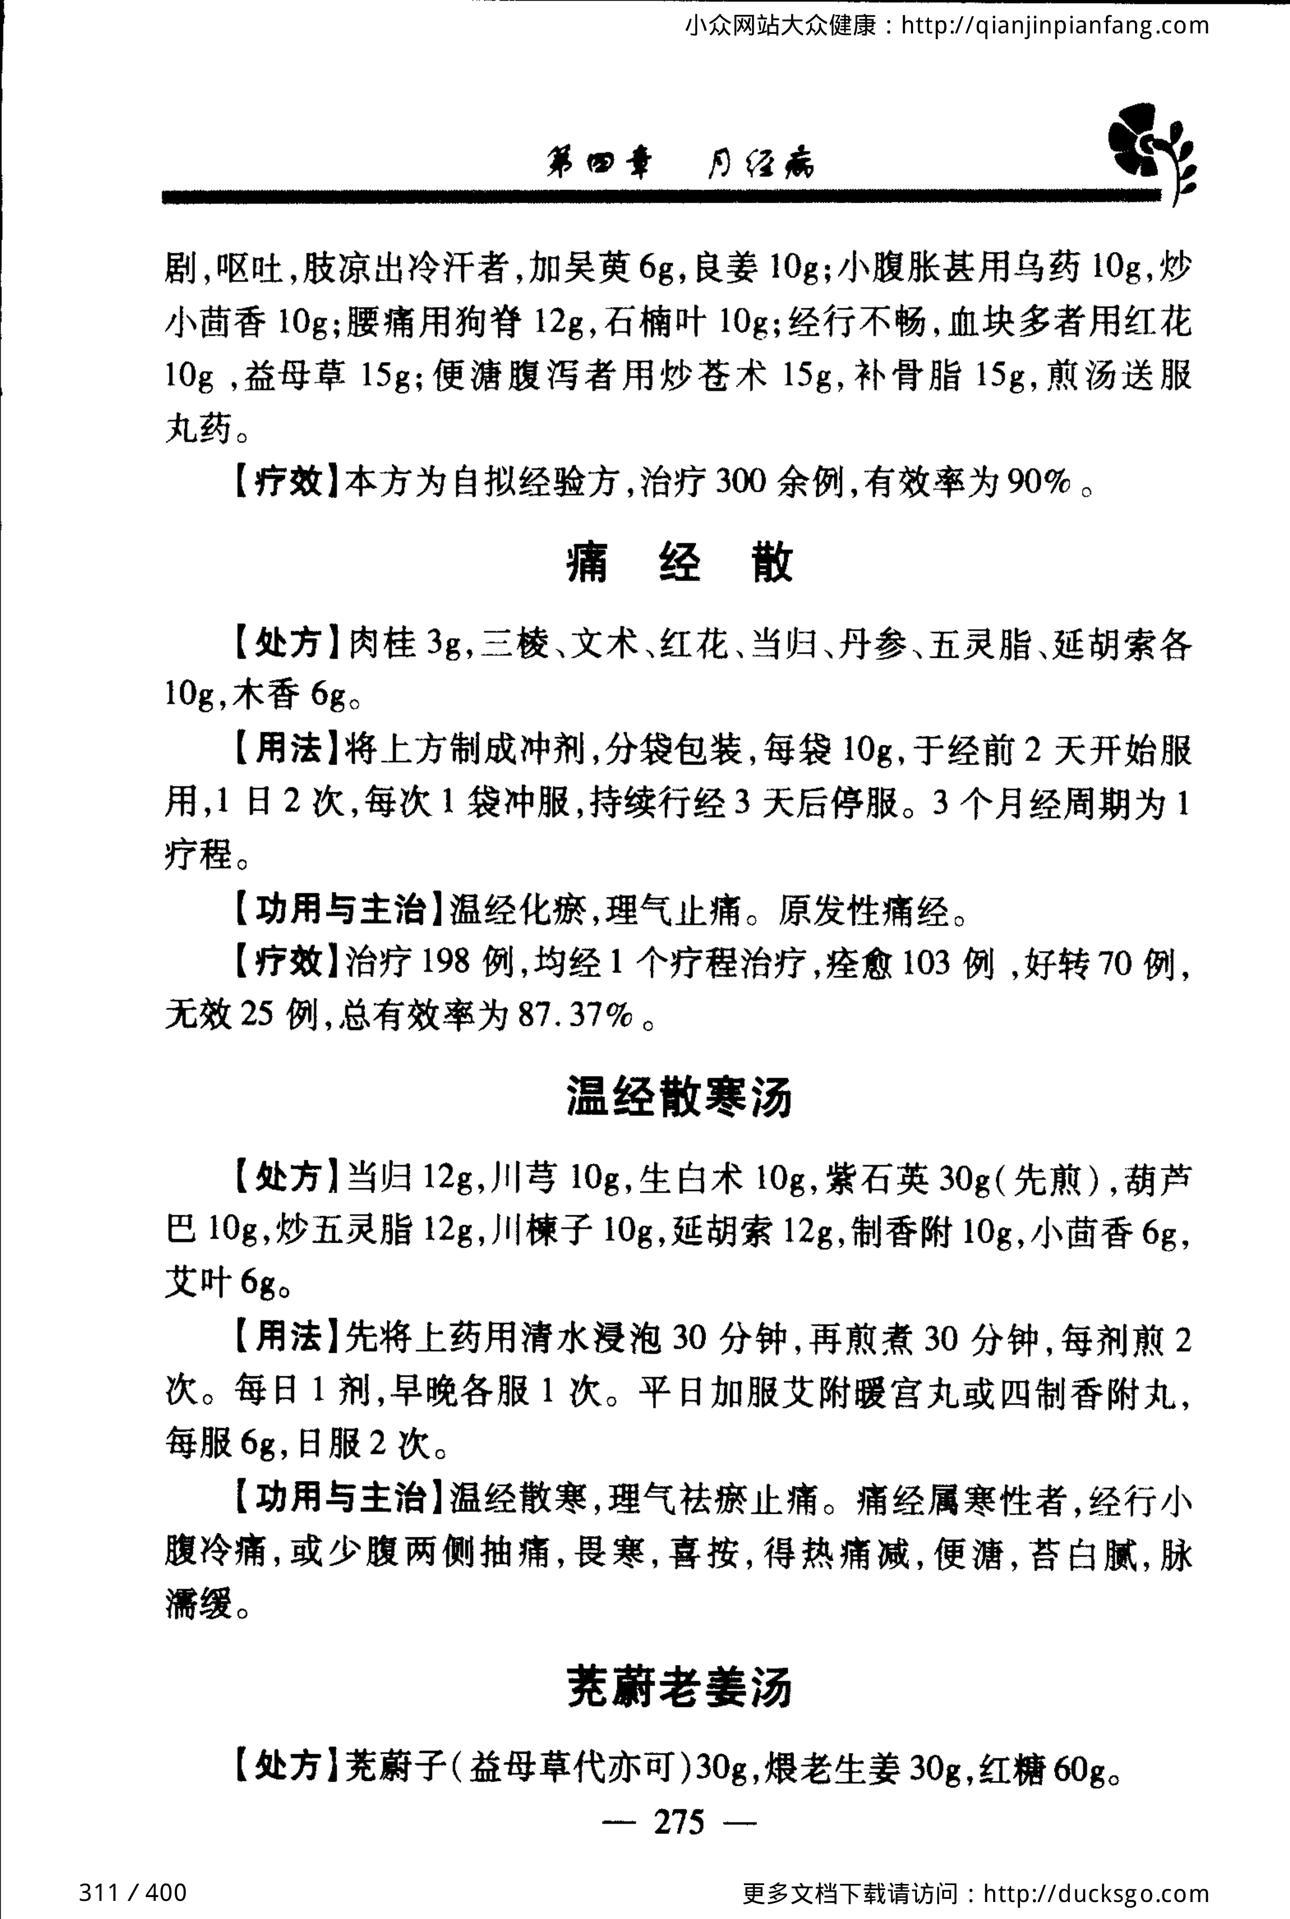 小众网站大众健康：http://qianjinpianfang.com
第四章 月经病
剧,呕吐,肢凉出冷汗者,加吴萸 6g,良姜 10g;小腹胀甚用乌药 10g,炒
小茴香 10g;腰痛用狗脊 12g,石楠叶 10g;经行不畅,血块多者用红花
10g ,益母草 15g;便溏腹泻者用炒苍术 15g,补骨脂 15g,煎汤送服
丸药。
【疗效】本方为自拟经验方,治疗 300 余例,有效率为 90% 。
痛 经 散
【处方】肉桂 3g,三棱、文术、红花、当归、丹参、五灵脂、延胡索各
10g,木香 6g。
【用法】将上方制成冲剂,分袋包装,每袋 10g,于经前 2 天开始服
用,1 日 2 次,每次 1 袋冲服,持续行经 3 天后停服。3 个月经周期为 1
疗程。
【功用与主治】温经化瘀,理气止痛。原发性痛经。
【疗效】治疗 198 例,均经 1 个疗程治疗,痊愈 103 例 ,好转 70 例,
无效 25 例,总有效率为 87.37% 。
温经散寒汤
【处方】当归 12g,川芎 10g,生白术 10g,紫石英 30g(先煎),葫芦
巴 10g,炒五灵脂 12g,川楝子 10g,延胡索 12g,制香附 10g,小茴香 6g,
艾叶 6g。
【用法】先将上药用清水浸泡 30 分钟,再煎煮 30 分钟,每剂煎 2
次。每日 1 剂,早晚各服 1 次。平日加服艾附暖宫丸或四制香附丸,
每服 6g,日服 2 次。
【功用与主治】温经散寒,理气祛瘀止痛。痛经属寒性者,经行小
腹冷痛,或少腹两侧抽痛,畏寒,喜按,得热痛减,便溏,苔白腻,脉
濡缓。
茺蔚老姜汤
【处方】茺蔚子(益母草代亦可)30g,煨老生姜 30g,红糖 60g。
— 275 —
311 / 400
更多文档下载请访问：http://ducksgo.com